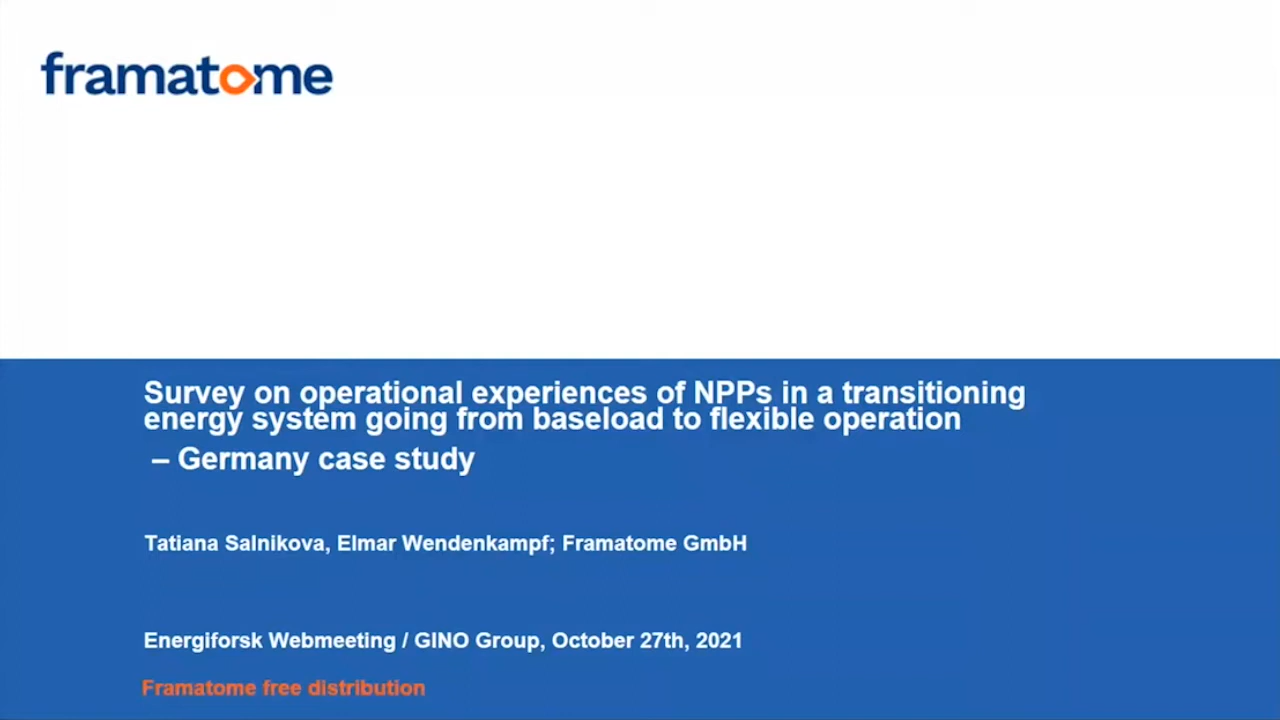 framatome
Survey on operational experiences of NPPs in a transitioning
energy system going from baseload to flexible operation
– Germany case study
Tatiana Salnikova, Elmar Wendenkampf; Framatome GmbH
Energiforsk Webmeeting / GINO Group, October 27th, 2021
Framatome free distribution